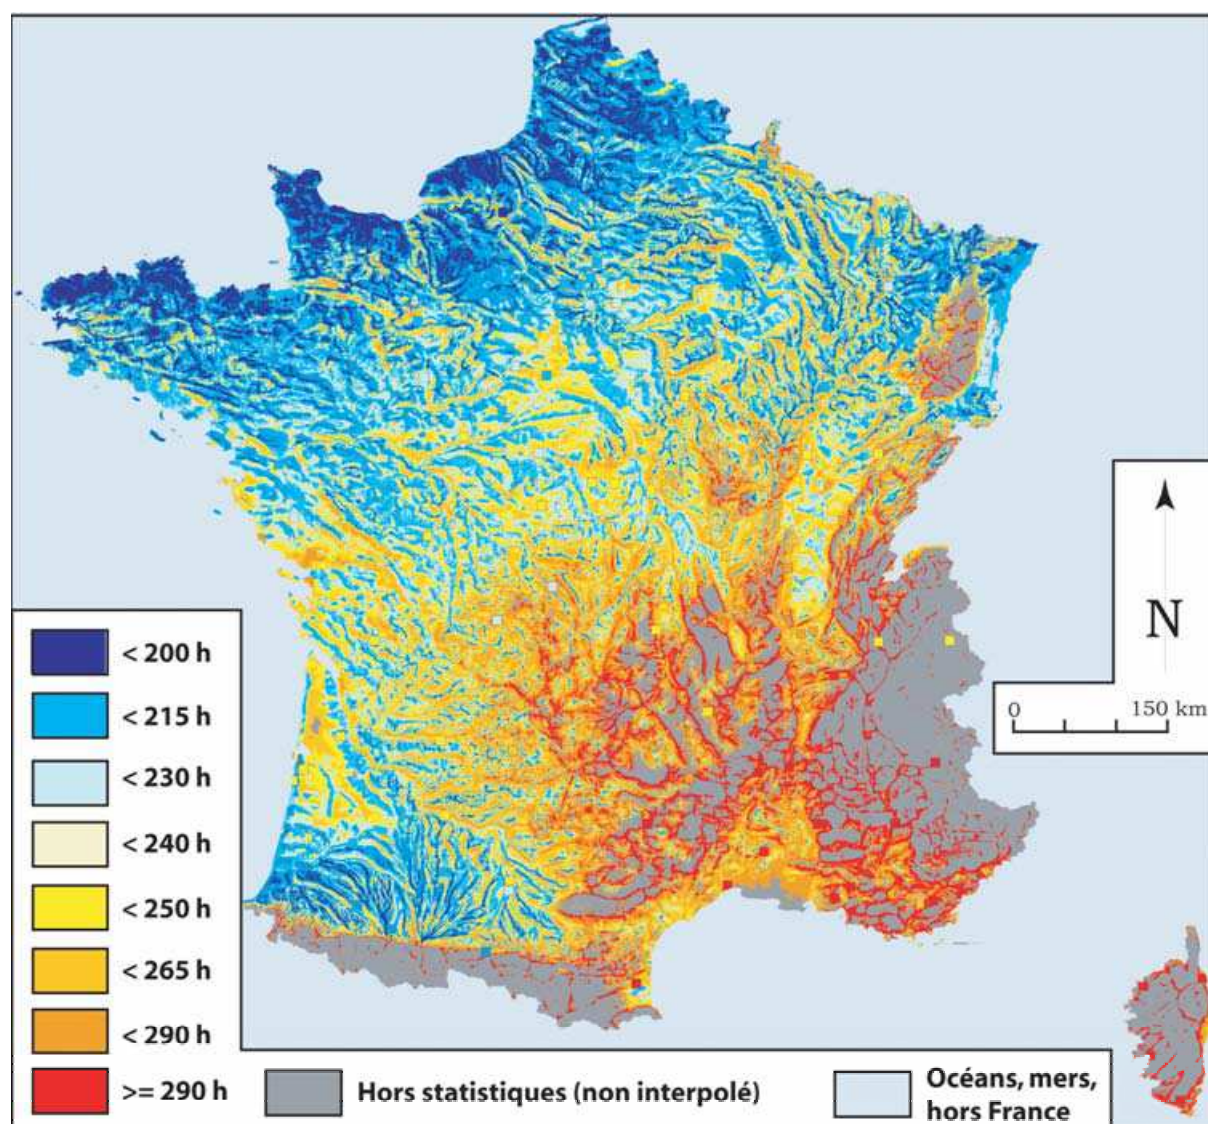 N
0 150 km
< 200 h
< 215 h
< 230 h
< 240 h
< 250 h
< 265 h
< 290 h
>= 290 h
Hors statistiques (non interpolé)
Océans, mers,
hors France